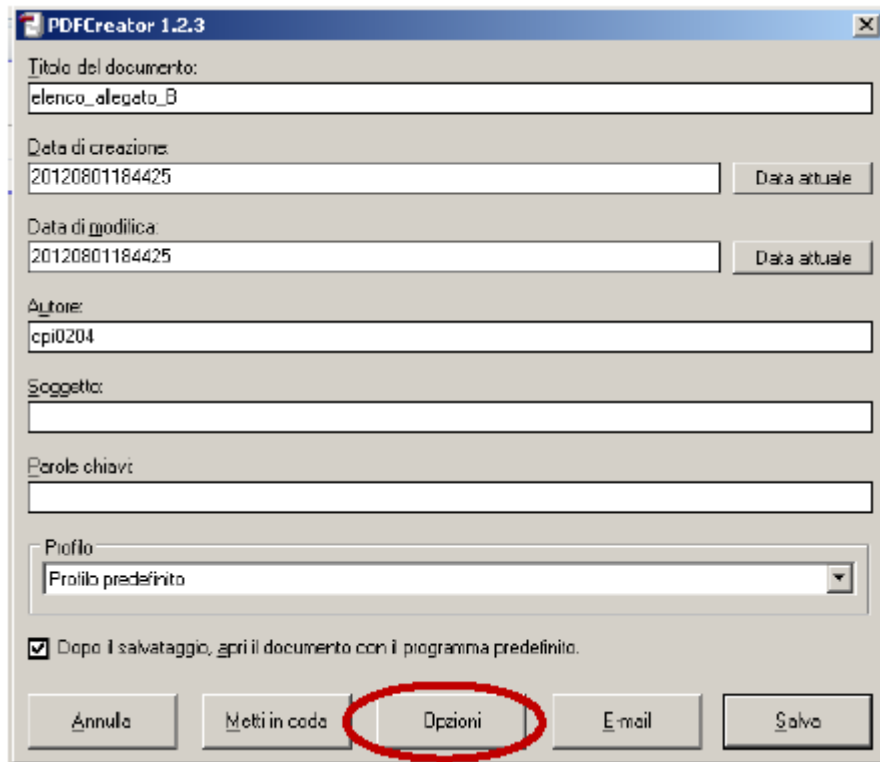 PDFCreator 1.2.3
Titolo del documento:
elenco_alegato_B
Data di creazione:
20120801184425
Data attuale
Data di modifica:
20120801184425
Data attuale
Autore:
cpi0204
Soggetto:
Parole chiavi:
Profilo
Profilo predefinito
Dopo il salvataggio, apri il documento con il programma predefinito.
Annulla Metti in coda Opzioni E-mail Salva